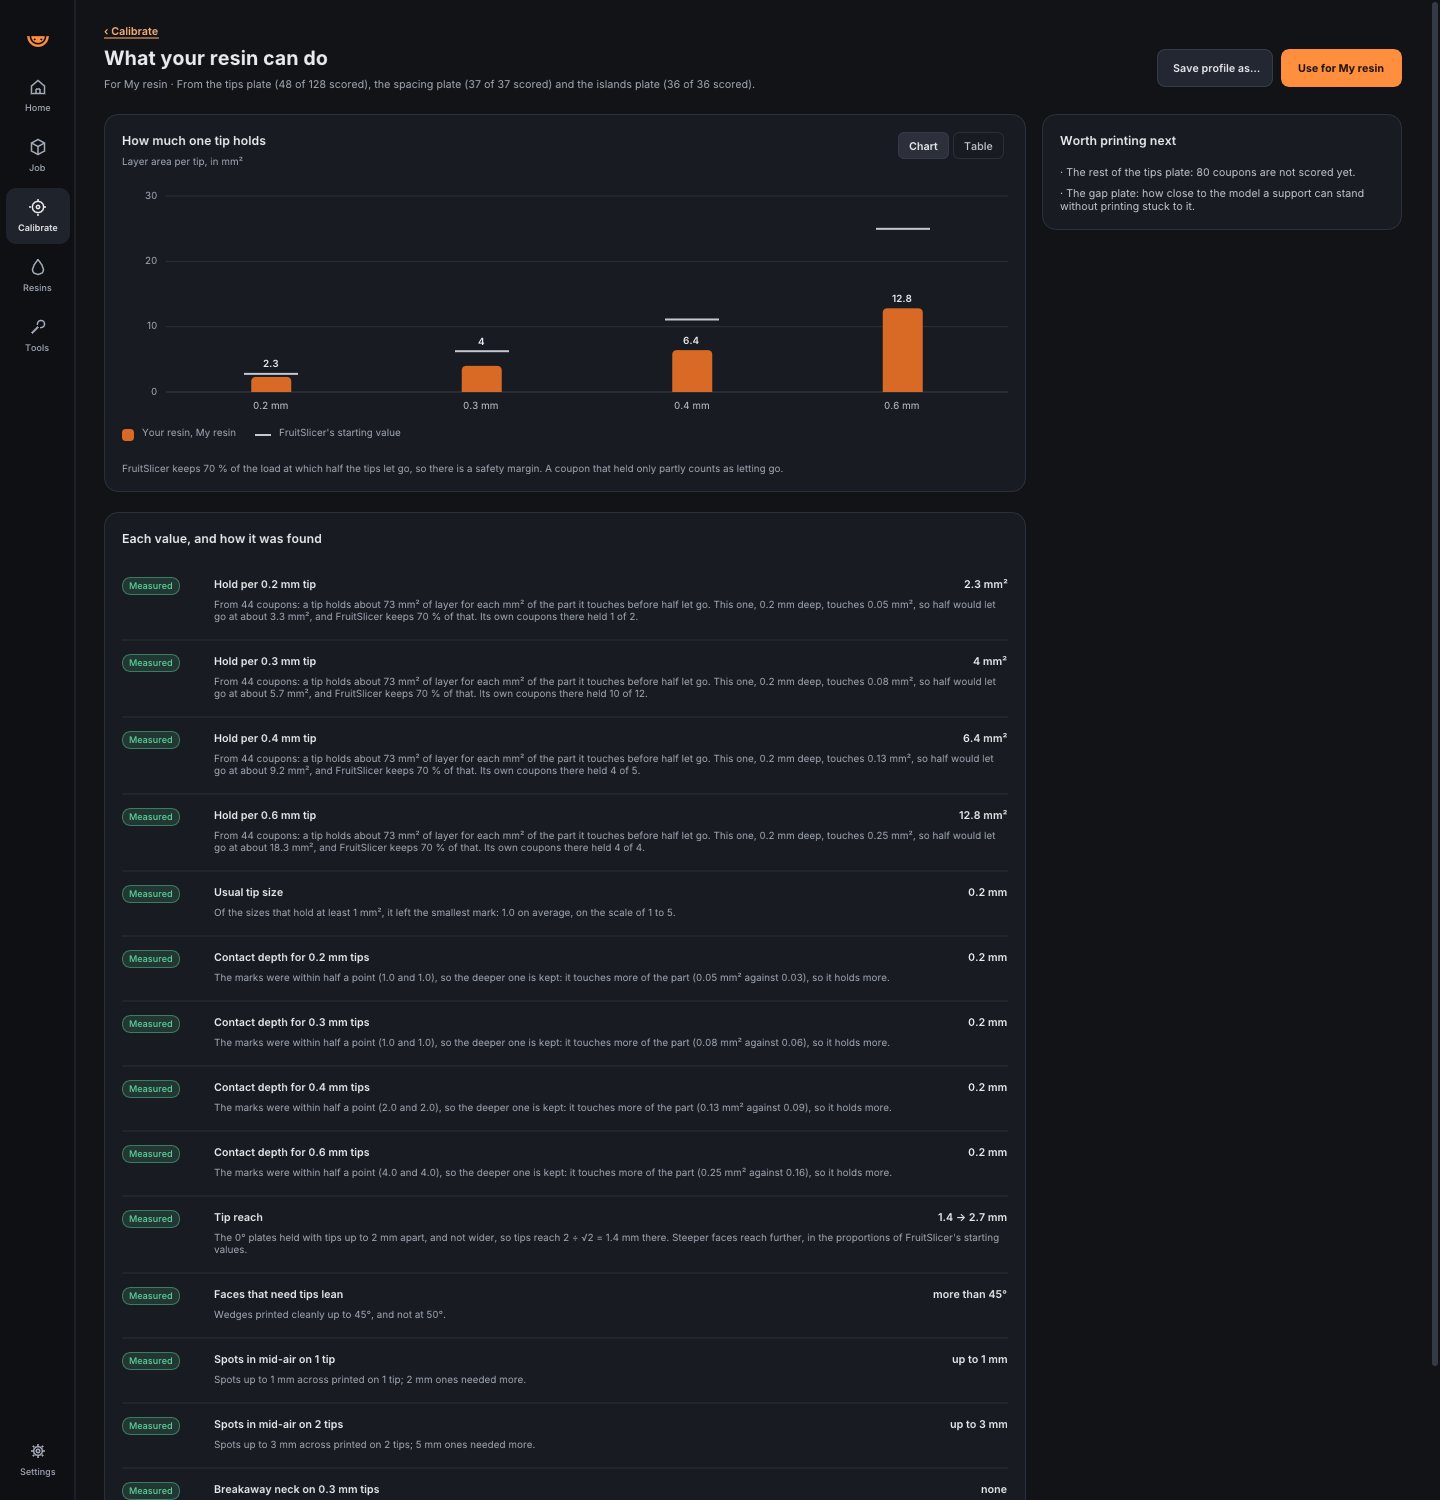 Home
Job
Calibrate
Resins
Tools
Settings
‹ Calibrate
What your resin can do
For My resin · From the tips plate (48 of 128 scored), the spacing plate (37 of 37 scored) and the islands plate (36 of 36 scored).
Save profile as...
Use for My resin
How much one tip holds
Layer area per tip, in mm²
Chart
Table
30
20
10
0
2.3
4
6.4
12.8
0.2 mm
0.3 mm
0.4 mm
0.6 mm
Your resin, My resin
FruitSlicer's starting value
FruitSlicer keeps 70 % of the load at which half the tips let go, so there is a safety margin. A coupon that held only partly counts as letting go.
Worth printing next
· The rest of the tips plate: 80 coupons are not scored yet.
· The gap plate: how close to the model a support can stand
without printing stuck to it.
Each value, and how it was found
Measured
Hold per 0.2 mm tip
2.3 mm²
From 44 coupons: a tip holds about 73 mm² of layer for each mm² of the part it touches before half let go. This one, 0.2 mm deep, touches 0.05 mm², so half would let
go at about 3.3 mm², and FruitSlicer keeps 70 % of that. Its own coupons there held 1 of 2.
Measured
Hold per 0.3 mm tip
4 mm²
From 44 coupons: a tip holds about 73 mm² of layer for each mm² of the part it touches before half let go. This one, 0.2 mm deep, touches 0.08 mm², so half would let
go at about 5.7 mm², and FruitSlicer keeps 70 % of that. Its own coupons there held 10 of 12.
Measured
Hold per 0.4 mm tip
6.4 mm²
From 44 coupons: a tip holds about 73 mm² of layer for each mm² of the part it touches before half let go. This one, 0.2 mm deep, touches 0.13 mm², so half would let
go at about 9.2 mm², and FruitSlicer keeps 70 % of that. Its own coupons there held 4 of 5.
Measured
Hold per 0.6 mm tip
12.8 mm²
From 44 coupons: a tip holds about 73 mm² of layer for each mm² of the part it touches before half let go. This one, 0.2 mm deep, touches 0.25 mm², so half would let
go at about 18.3 mm², and FruitSlicer keeps 70 % of that. Its own coupons there held 4 of 4.
Measured
Usual tip size
0.2 mm
Of the sizes that hold at least 1 mm², it left the smallest mark: 1.0 on average, on the scale of 1 to 5.
Measured
Contact depth for 0.2 mm tips
0.2 mm
The marks were within half a point (1.0 and 1.0), so the deeper one is kept: it touches more of the part (0.05 mm² against 0.03), so it holds more.
Measured
Contact depth for 0.3 mm tips
0.2 mm
The marks were within half a point (1.0 and 1.0), so the deeper one is kept: it touches more of the part (0.08 mm² against 0.06), so it holds more.
Measured
Contact depth for 0.4 mm tips
0.2 mm
The marks were within half a point (2.0 and 2.0), so the deeper one is kept: it touches more of the part (0.13 mm² against 0.09), so it holds more.
Measured
Contact depth for 0.6 mm tips
0.2 mm
The marks were within half a point (4.0 and 4.0), so the deeper one is kept: it touches more of the part (0.25 mm² against 0.16), so it holds more.
Measured
Tip reach
1.4 → 2.7 mm
The 0° plates held with tips up to 2 mm apart, and not wider, so tips reach 2 ÷ √2 = 1.4 mm there. Steeper faces reach further, in the proportions of FruitSlicer's starting
values.
Measured
Faces that need tips lean
more than 45°
Wedges printed cleanly up to 45°, and not at 50°.
Measured
Spots in mid-air on 1 tip
up to 1 mm
Spots up to 1 mm across printed on 1 tip; 2 mm ones needed more.
Measured
Spots in mid-air on 2 tips
up to 3 mm
Spots up to 3 mm across printed on 2 tips; 5 mm ones needed more.
Measured
Breakaway neck on 0.3 mm tips
none